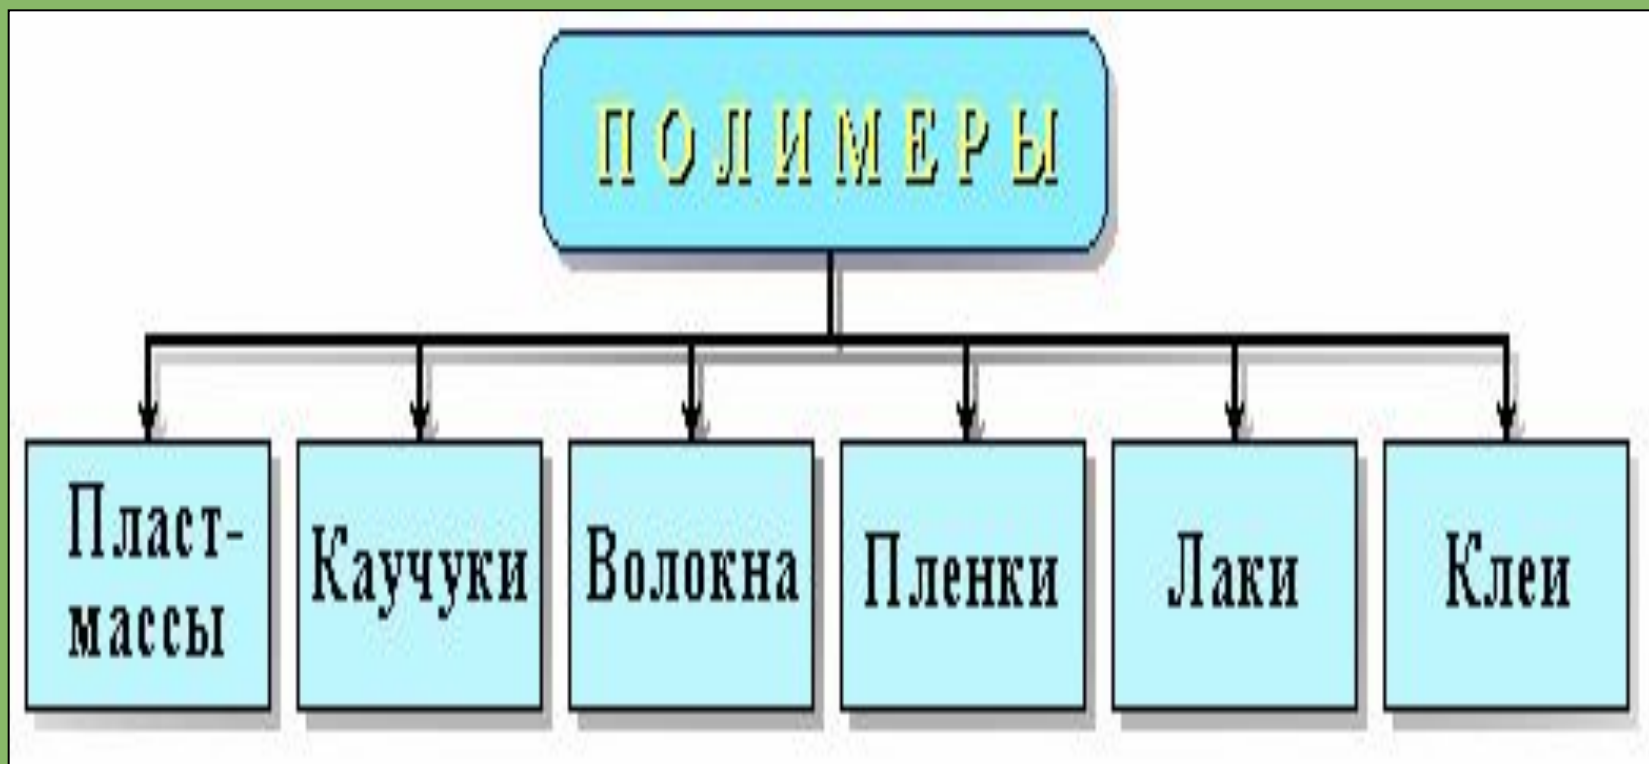 ПОЛИМЕРЫ
Пласт-
массы
Каучуки
Волокна
Пленки
Лаки
Клеи